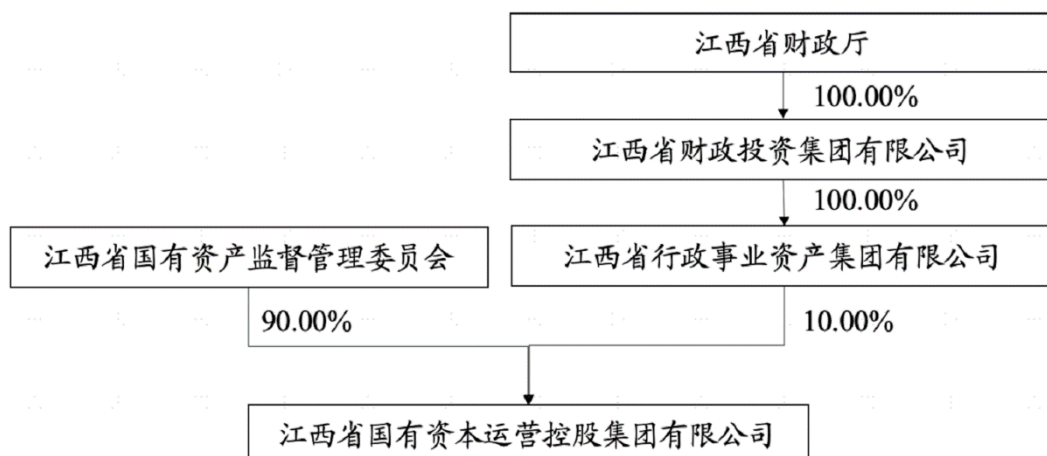 江西省财政厅
100.00%
江西省财政投资集团有限公司
100.00%
江西省国有资产监督管理委员会
江西省行政事业资产集团有限公司
90.00%
10.00%
江西省国有资本运营控股集团有限公司